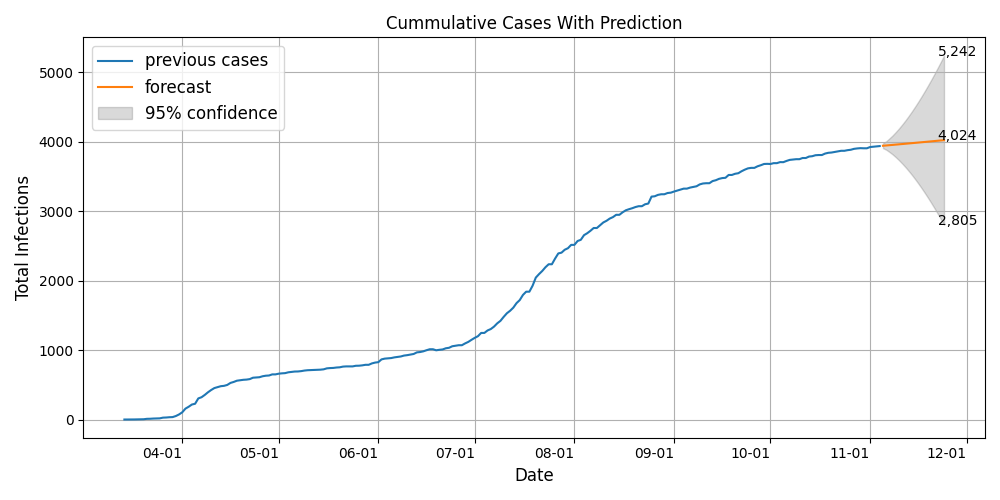 Cummulative Cases With Prediction
previous cases
forecast
95% confidence
5,242
4,024
2,805
5000
4000
3000
2000
1000
0
Total Infections
04-01 05-01 06-01 07-01 08-01 09-01 10-01 11-01 12-01
Date